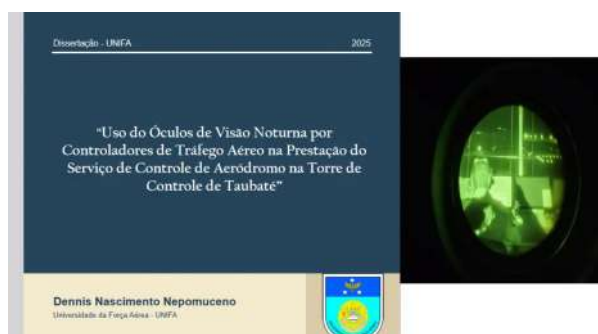 Dissertação - UNIFA 2025
"Uso do Óculos de Visão Noturna por
Controladores de Tráfego Aéreo na Prestação do
Serviço de Controle de Aeródromo na Torre de
Controle de Taubaté"
Dennis Nascimento Nepomuceno
Universidade da Força Aérea - UNIFA